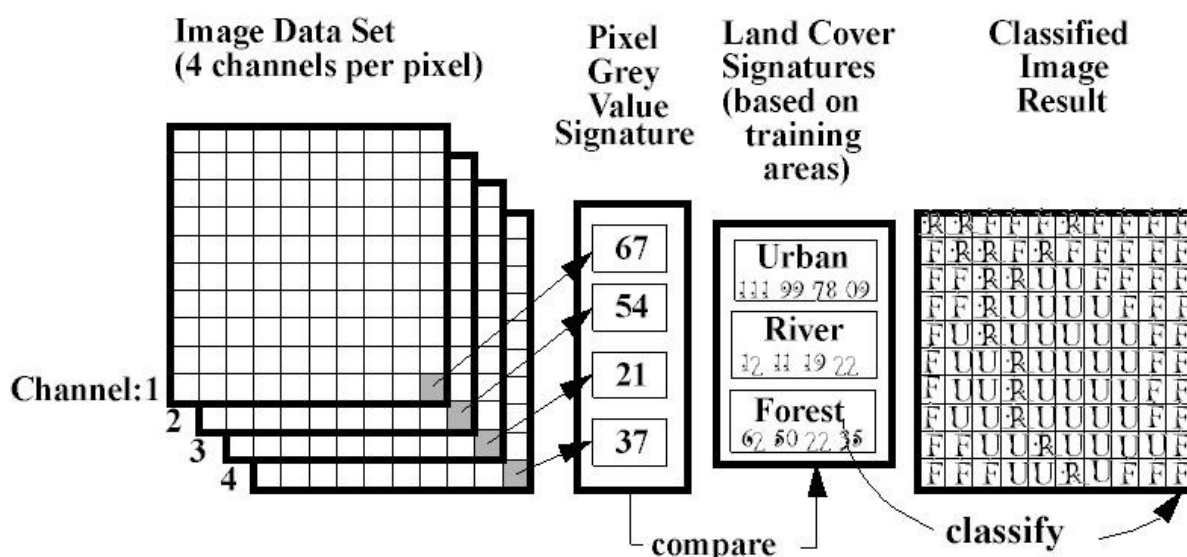 Image Data Set
(4 channels per pixel)
Pixel
Grey
Value
Signature
Land Cover
Signatures
(based on
training
areas)
Classified
Image
Result
Channel:1
2
3
4
67
54
21
37
Urban
111 99 78 09
River
12 11 19 22
Forest
62 50 22 35
R R F F F R F F F F
F R R F R F F F F F
F F R R U U F F F F
F F R U U U U F F F
F U R U U U U U F F
F U U R U U U U F F
F U U R U U U U F F
F U U R U U U U F F
F F U U R U U U U F
F F F U U R U F F F
compare
classify